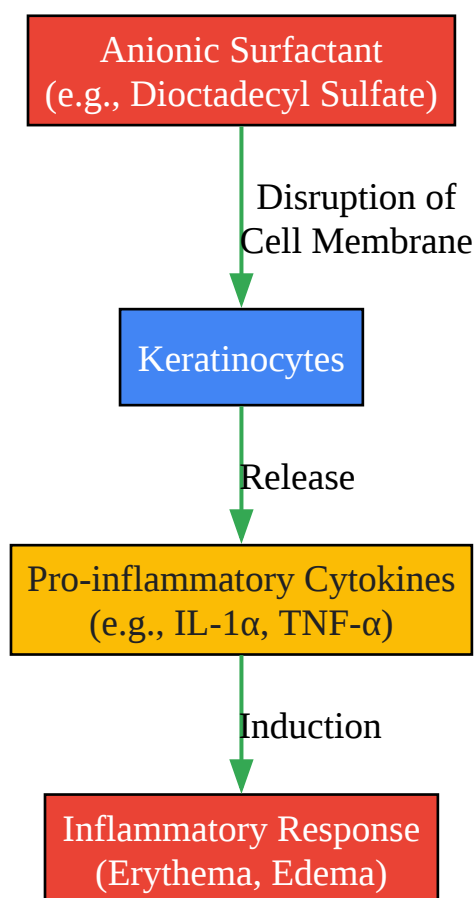 Anionic Surfactant
(e.g., Dioctadecyl Sulfate)
Disruption of
Cell Membrane
Keratinocytes
Release
Pro-inflammatory Cytokines
(e.g., IL-1α, TNF-α)
Induction
Inflammatory Response
(Erythema, Edema)